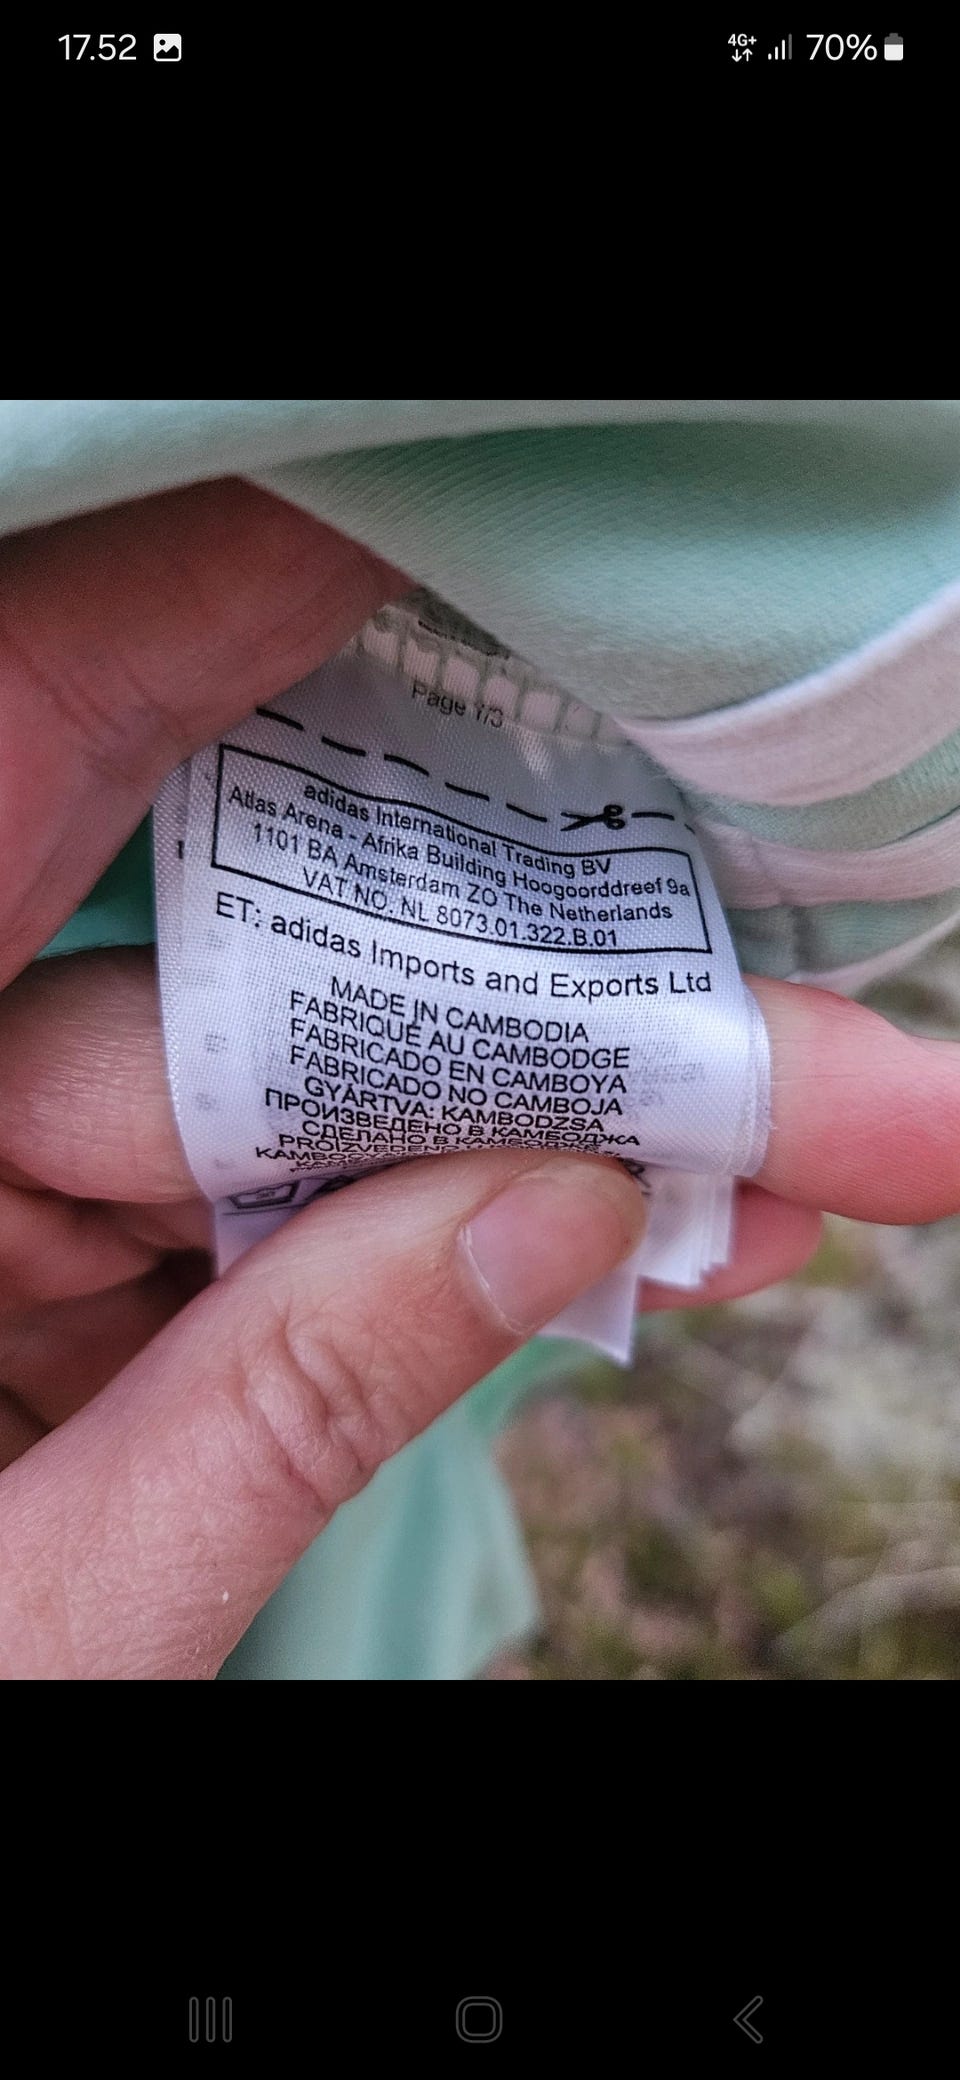 17.52
4G+
70%
Page 1/3
adidas International Trading BV
Atlas Arena - Afrika Building Hoogoorddreef 9a
1101 BA Amsterdam ZO The Netherlands
VAT NO. NL 8073.01.322.B.01
ET: adidas Imports and Exports Ltd
MADE IN CAMBODIA
FABRIQUÉ AU CAMBODGE
FABRICADO EN CAMBOYA
FABRICADO NO CAMBOJA
GYÁRTVA: KAMBODZSA
ПРОИЗВЕДЕНО В КАМБОДЖА
СДЕЛАНО В КАМБОДЖЕ